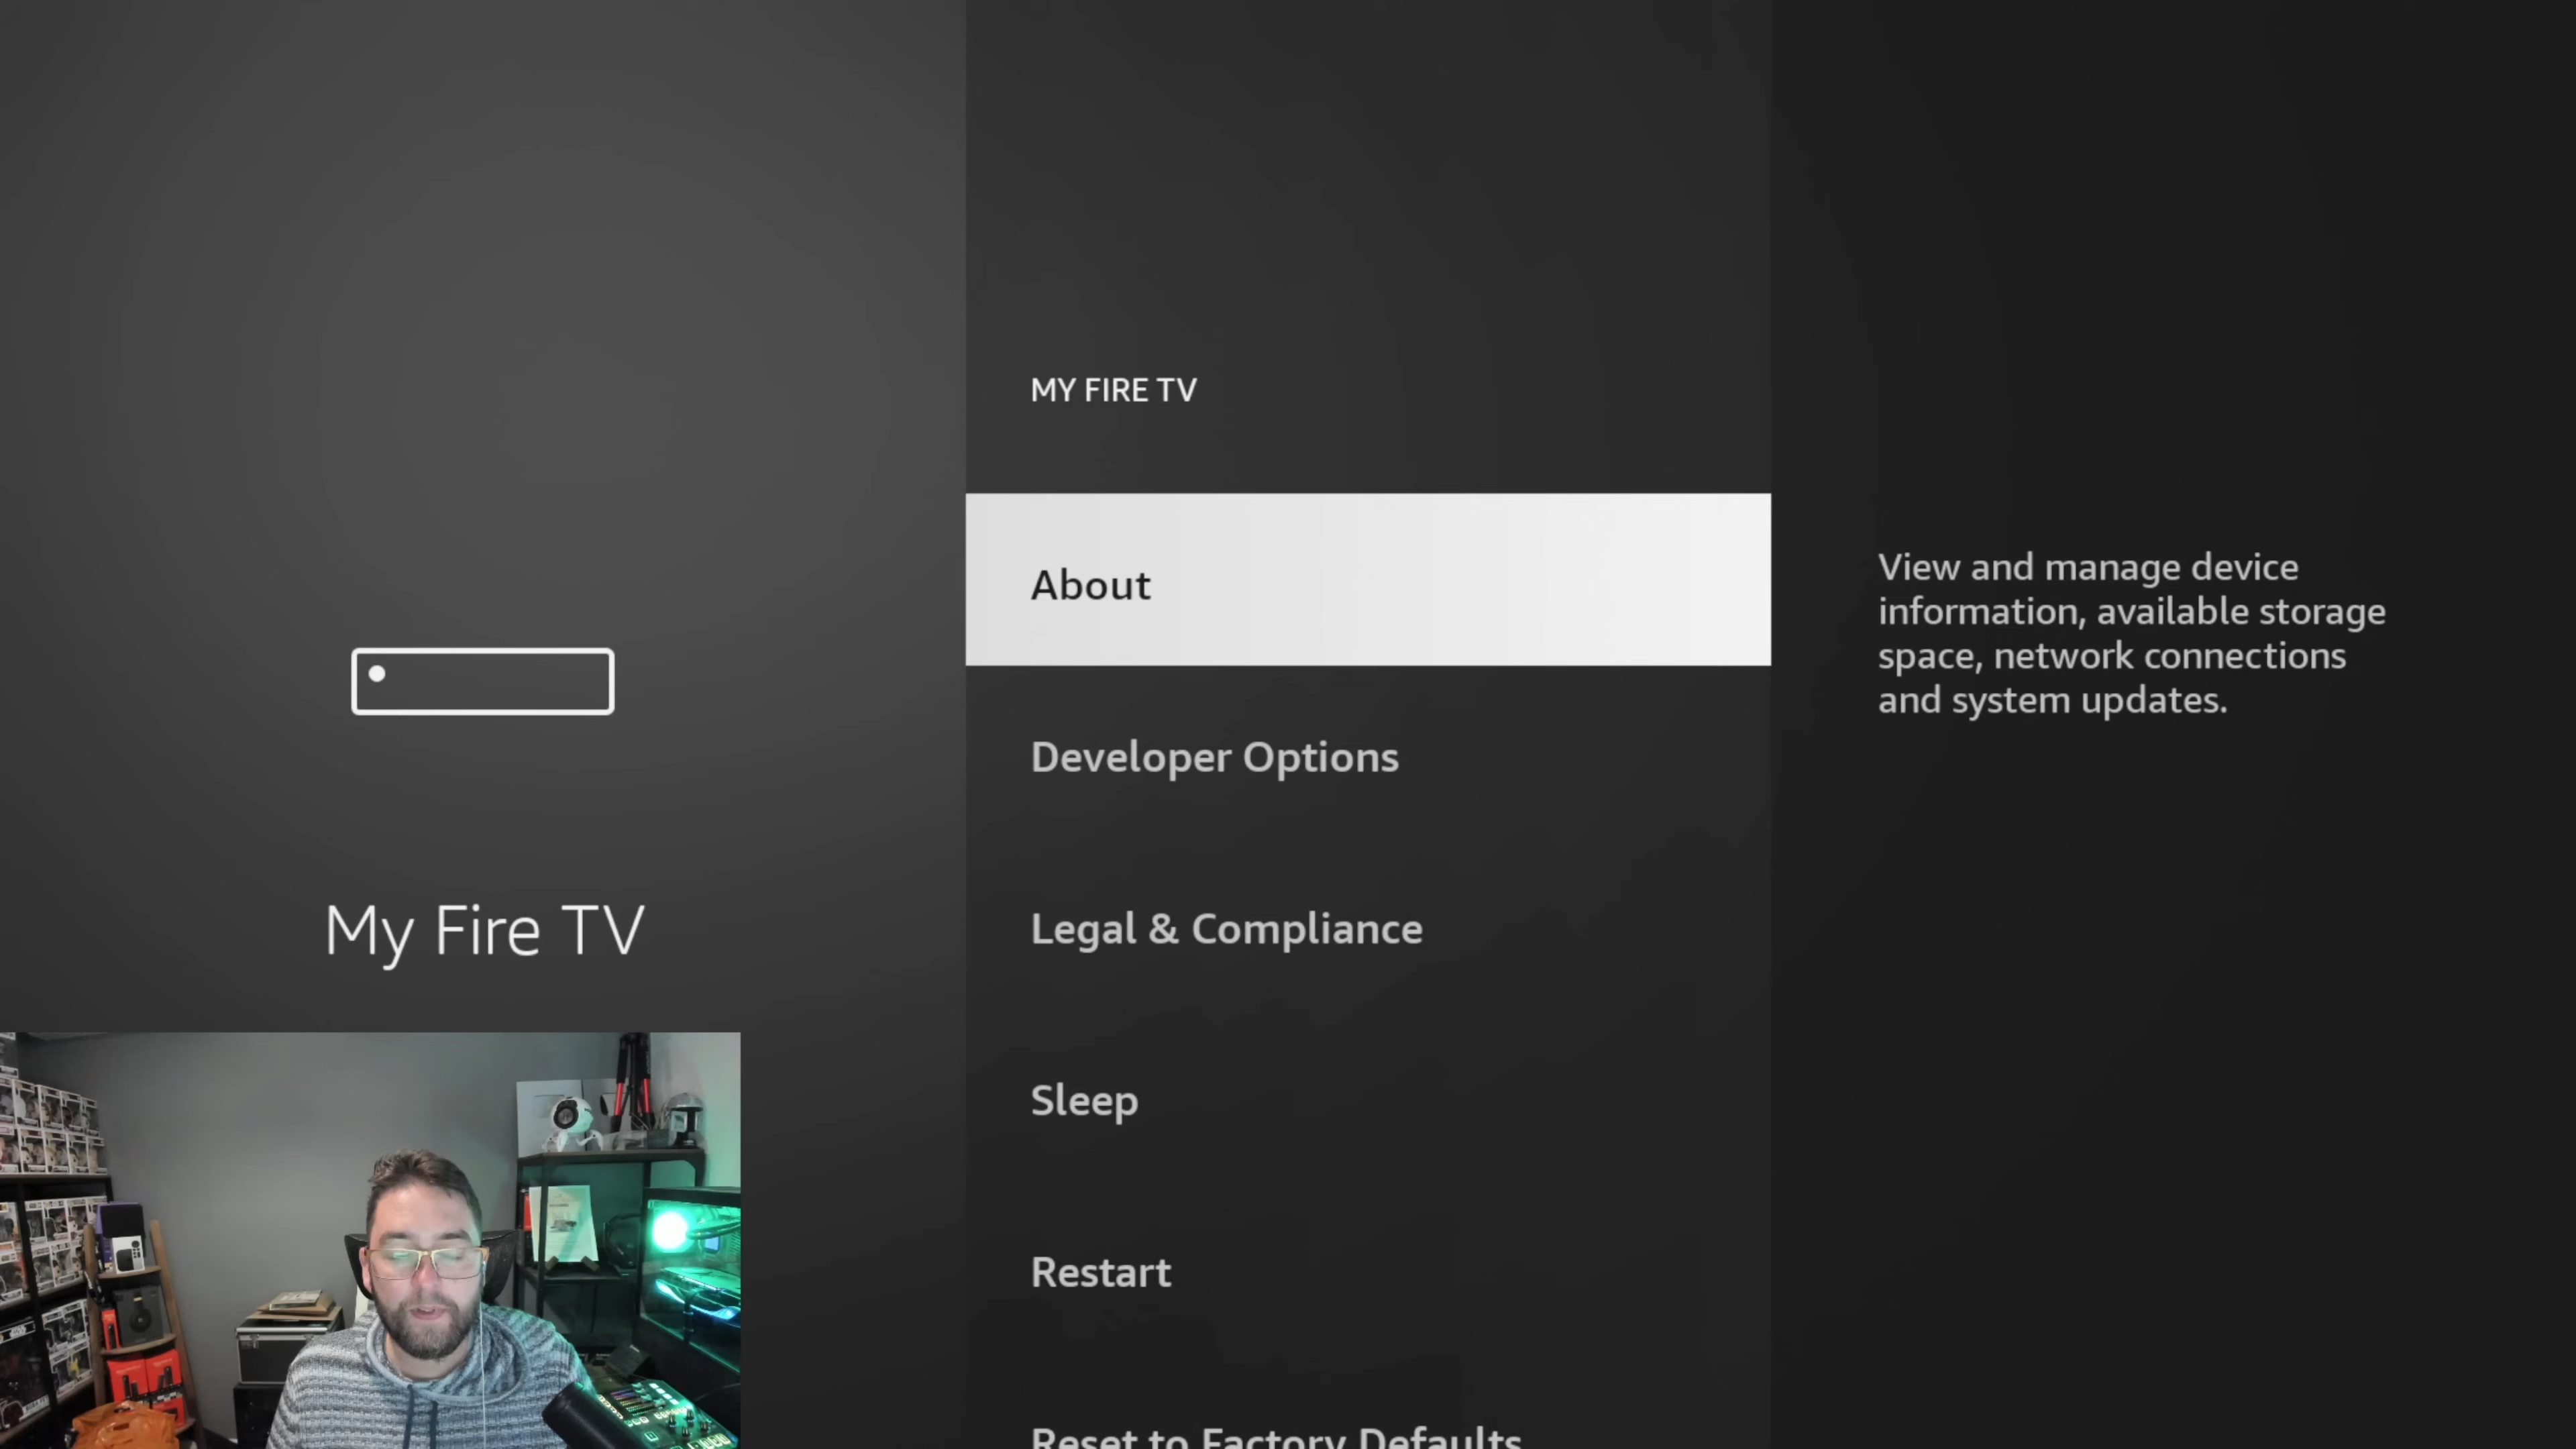 MY FIRE TV
About
View and manage device
information, available storage
space, network connections
and system updates.
Developer Options
Legal & Compliance
My Fire TV
Sleep
Restart
Reset to Factory Defaults